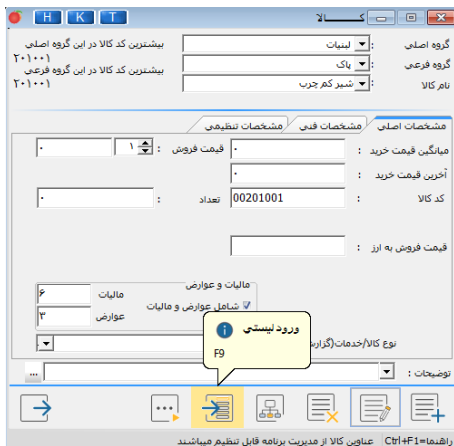 H K T کـــــــــالا
گروه اصلی : لبنیات بیشترین کد کالا در این گروه اصلی
۲۰۱۰۰۱
گروه فرعی : پاک بیشترین کد کالا در این گروه فرعی
۲۰۱۰۰۱
نام کالا : شیر کم چرب
مشخصات اصلی مشخصات فنی مشخصات تنظیمی
میانگین قیمت خرید : ۰ قیمت فروش : ۱ ۰
آخرین قیمت خرید : ۰
کد کالا : 00201001 تعداد : ۰
قیمت فروش به ارز :
مالیات و عوارض
شامل عوارض و مالیات
مالیات ۶
عوارض ۳
نوع کالا/خدمات(گزارش
ورود لیستی
F9
توضیحات : ...
راهنما=Ctrl+F1 عناوین کالا از مدیریت برنامه قابل تنظیم میباشند